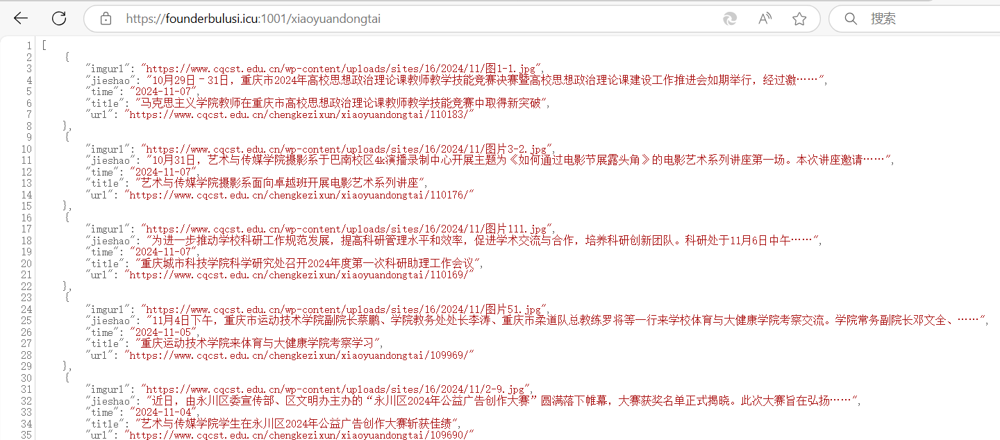 https://founderbulusi.icu:1001/xiaoyuandongtai
搜索
1 [
2 {
3 "imgurl": "https://www.cqcst.edu.cn/wp-content/uploads/sites/16/2024/11/图1-1.jpg",
4 "jieshao": "10月29日－31日，重庆市2024年高校思想政治理论课教师教学技能竞赛决赛暨高校思想政治理论课建设工作推进会如期举行，经过激……",
5 "time": "2024-11-07",
6 "title": "马克思主义学院教师在重庆市高校思想政治理论课教师教学技能竞赛中取得新突破",
7 "url": "https://www.cqcst.edu.cn/chengkezixun/xiaoyuandongtai/110183/"
8 },
9 {
10 "imgurl": "https://www.cqcst.edu.cn/wp-content/uploads/sites/16/2024/11/图片3-2.jpg",
11 "jieshao": "10月31日，艺术与传媒学院摄影系于巴南校区4k演播录制中心开展主题为《如何通过电影节展露头角》的电影艺术系列讲座第一场。本次讲座邀请……",
12 "time": "2024-11-07",
13 "title": "艺术与传媒学院摄影系面向卓越班开展电影艺术系列讲座",
14 "url": "https://www.cqcst.edu.cn/chengkezixun/xiaoyuandongtai/110176/"
15 },
16 {
17 "imgurl": "https://www.cqcst.edu.cn/wp-content/uploads/sites/16/2024/11/图片111.jpg",
18 "jieshao": "为进一步推动学校科研工作规范发展，提高科研管理水平和效率，促进学术交流与合作，培养科研创新团队。科研处于11月6日中午……",
19 "time": "2024-11-07",
20 "title": "重庆城市科技学院科学研究处召开2024年度第一次科研助理工作会议",
21 "url": "https://www.cqcst.edu.cn/chengkezixun/xiaoyuandongtai/110169/"
22 },
23 {
24 "imgurl": "https://www.cqcst.edu.cn/wp-content/uploads/sites/16/2024/11/图片51.jpg",
25 "jieshao": "11月4日下午，重庆市运动技术学院副院长蔡鹏、学院教务处处长李涛、重庆市柔道队总教练罗将等一行来学校体育与大健康学院考察交流。学院常务副院长邓文全、……",
26 "time": "2024-11-05",
27 "title": "重庆运动技术学院来体育与大健康学院考察学习",
28 "url": "https://www.cqcst.edu.cn/chengkezixun/xiaoyuandongtai/109969/"
29 },
30 {
31 "imgurl": "https://www.cqcst.edu.cn/wp-content/uploads/sites/16/2024/11/2-9.jpg",
32 "jieshao": "近日，由永川区委宣传部、区文明办主办的“永川区2024年公益广告创作大赛”圆满落下帷幕，大赛获奖名单正式揭晓。此次大赛旨在弘扬……",
33 "time": "2024-11-04",
34 "title": "艺术与传媒学院学生在永川区2024年公益广告创作大赛斩获佳绩",
35 "url": "https://www.cqcst.edu.cn/chengkezixun/xiaoyuandongtai/109690/"